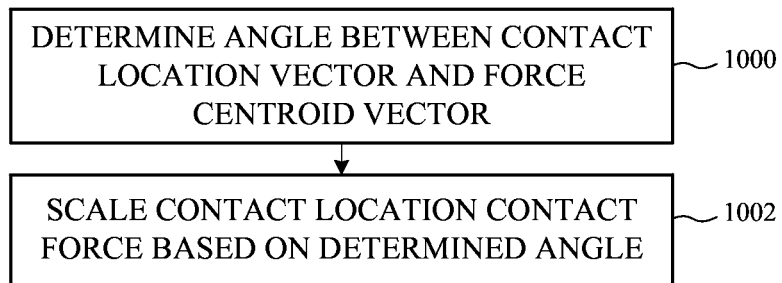 DETERMINE ANGLE BETWEEN CONTACT
LOCATION VECTOR AND FORCE
CENTROID VECTOR
1000
SCALE CONTACT LOCATION CONTACT
FORCE BASED ON DETERMINED ANGLE
1002